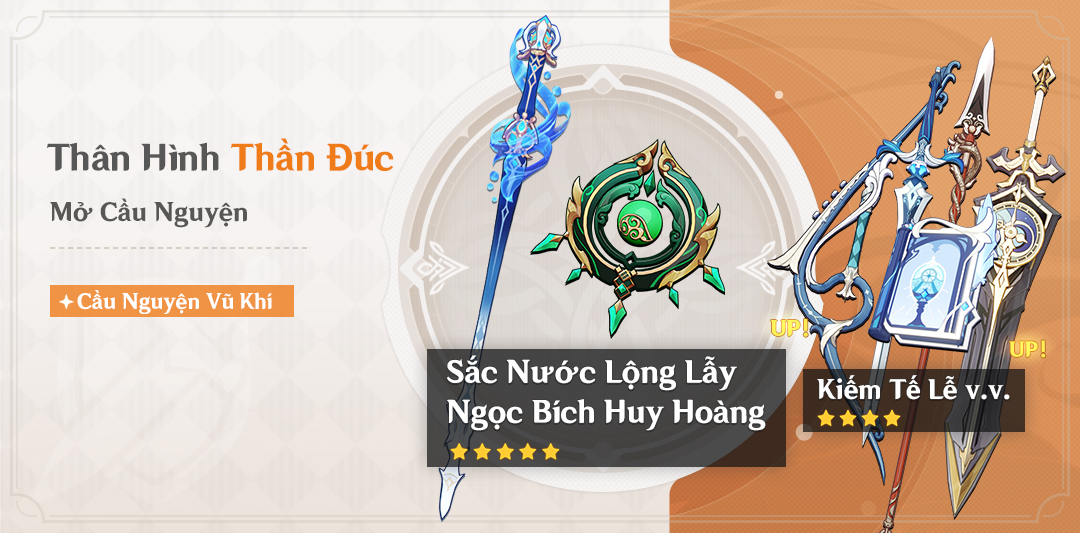 Thân Hình Thần Đúc
Mở Cầu Nguyện
Cầu Nguyện Vũ Khí
Sắc Nước Lộng Lẫy
Ngọc Bích Huy Hoàng
UP!
UP!
Kiếm Tế Lễ v.v.